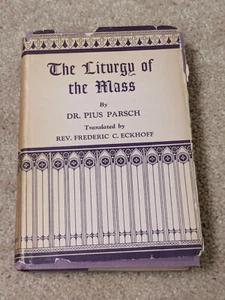 The Liturgy of
the Mass
By
DR. PIUS PARSCH
Translated by
REV. FREDERIC C. ECKHOFF